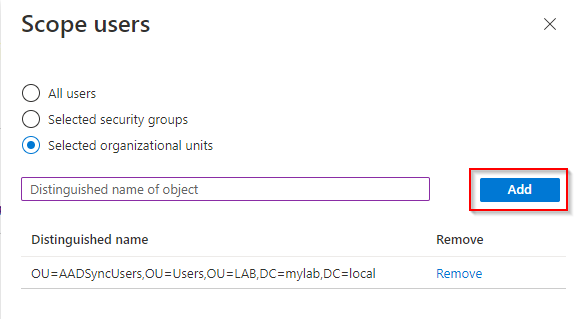 Scope users
All users
Selected security groups
Selected organizational units
Distinguished name of object
Add
Distinguished name Remove
OU=AADSyncUsers,OU=Users,OU=LAB,DC=mylab,DC=local Remove